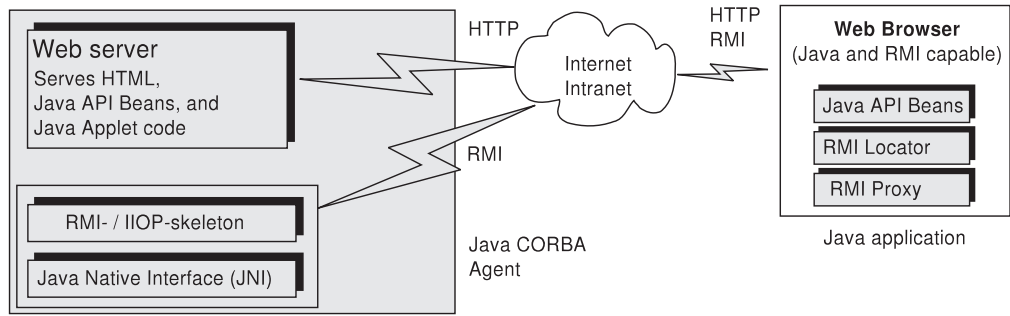 Web server
Serves HTML,
Java API Beans, and
Java Applet code
RMI- / IIOP-skeleton
Java Native Interface (JNI)
HTTP
RMI
Java CORBA
Agent
Internet
Intranet
HTTP
RMI
Web Browser
(Java and RMI capable)
Java API Beans
RMI Locator
RMI Proxy
Java application